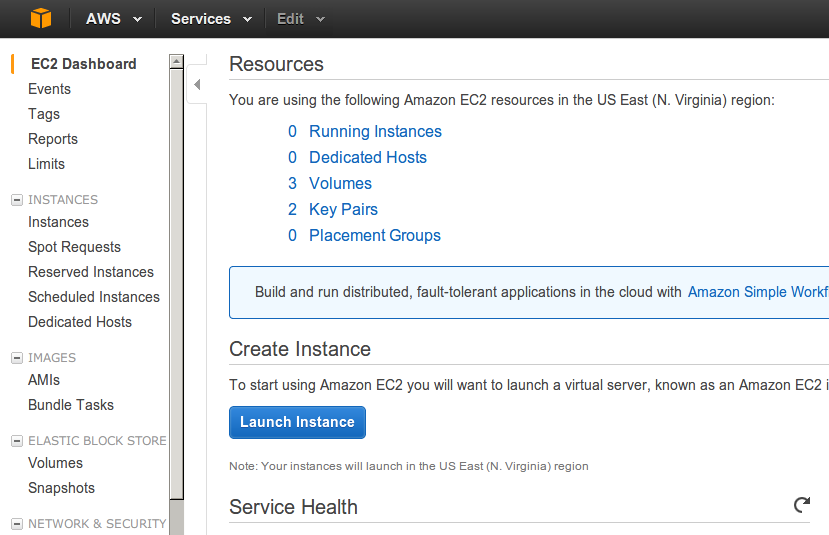 AWS Services Edit
EC2 Dashboard
Events
Tags
Reports
Limits
INSTANCES
Instances
Spot Requests
Reserved Instances
Scheduled Instances
Dedicated Hosts
IMAGES
AMIs
Bundle Tasks
ELASTIC BLOCK STORE
Volumes
Snapshots
NETWORK & SECURITY
Resources
You are using the following Amazon EC2 resources in the US East (N. Virginia) region:
0 Running Instances
0 Dedicated Hosts
3 Volumes
2 Key Pairs
0 Placement Groups
Build and run distributed, fault-tolerant applications in the cloud with Amazon Simple Workf
Create Instance
To start using Amazon EC2 you will want to launch a virtual server, known as an Amazon EC2 i
Launch Instance
Note: Your instances will launch in the US East (N. Virginia) region
Service Health